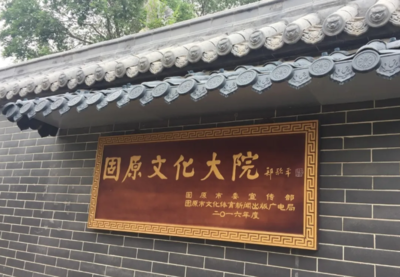 固原文化大院
固原市委宣传部
固原市文化体育新闻出版广电局
二〇一六年度